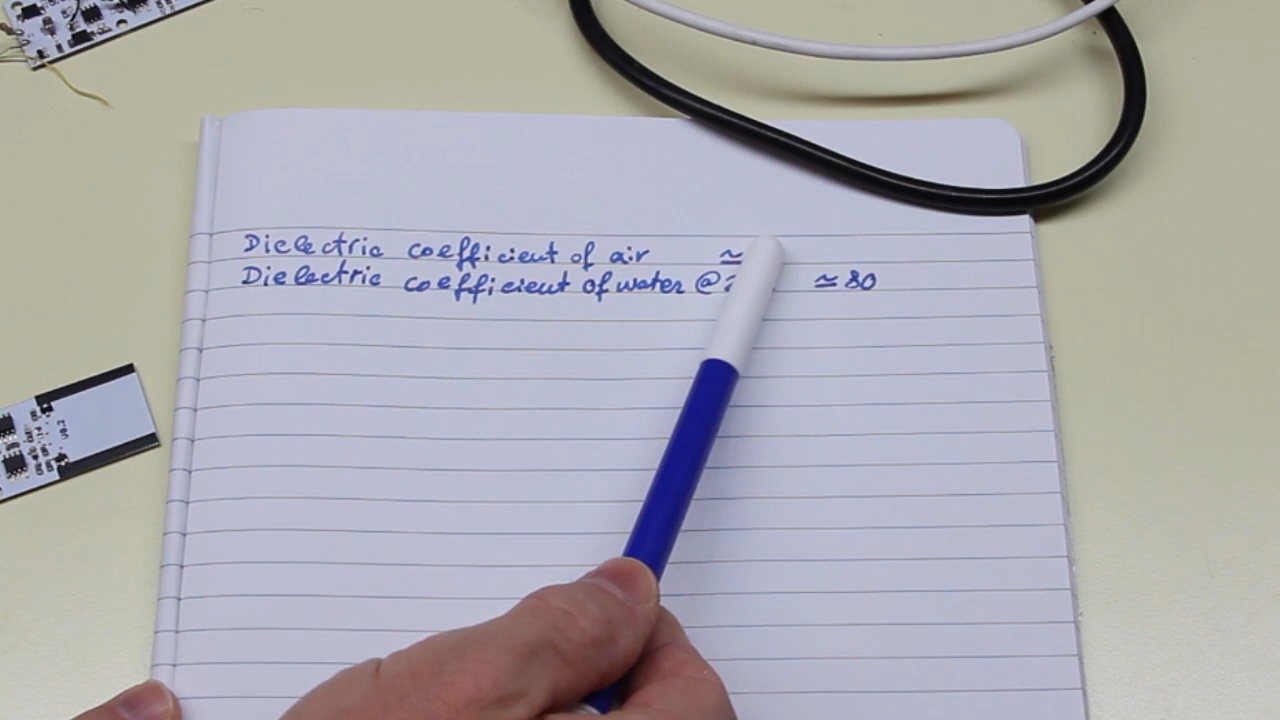 Dielectric coefficient of air ≃
Dielectric coefficient of water @ ≃ 80